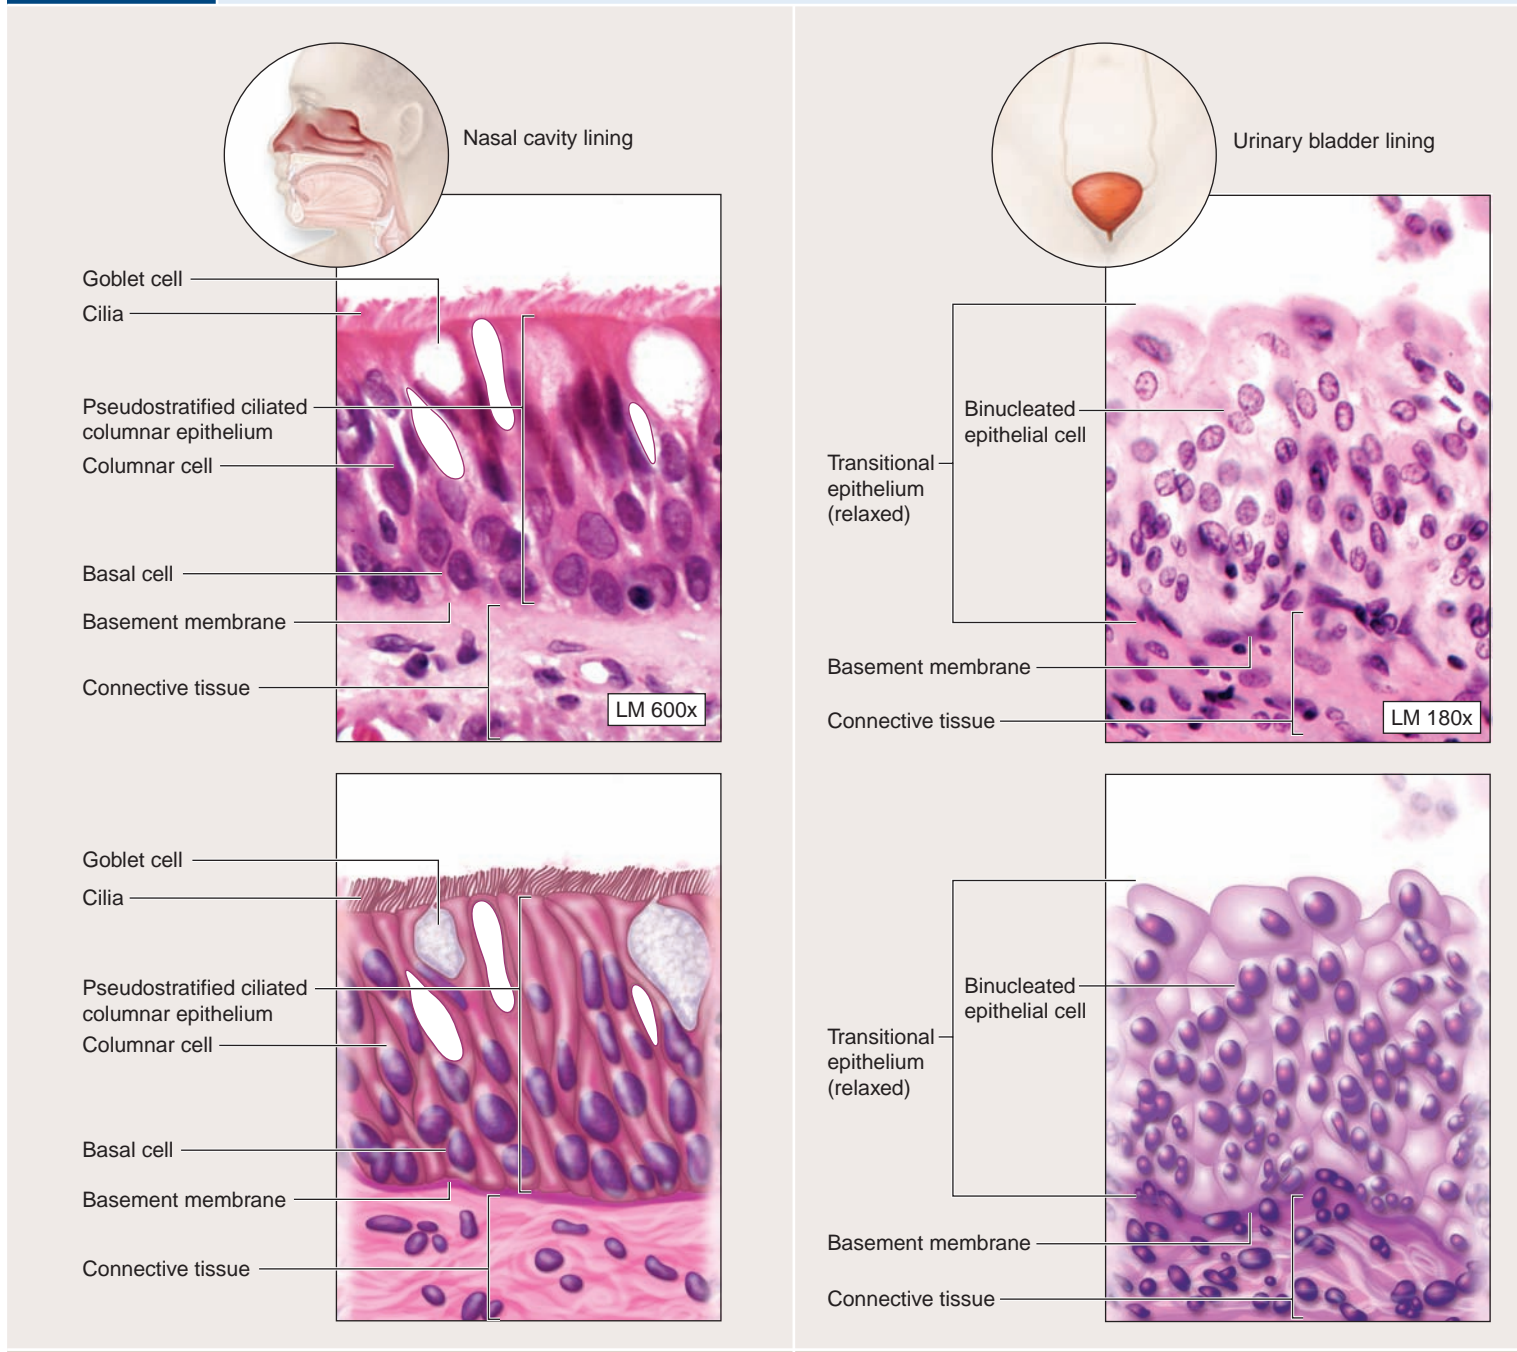 Nasal cavity lining
Goblet cell
Cilia
Pseudostratified ciliated
columnar epithelium
Columnar cell
Basal cell
Basement membrane
Connective tissue
LM 600x
Goblet cell
Cilia
Pseudostratified ciliated
columnar epithelium
Columnar cell
Basal cell
Basement membrane
Connective tissue
Urinary bladder lining
Binucleated
epithelial cell
Transitional
epithelium
(relaxed)
Basement membrane
Connective tissue
LM 180x
Binucleated
epithelial cell
Transitional
epithelium
(relaxed)
Basement membrane
Connective tissue